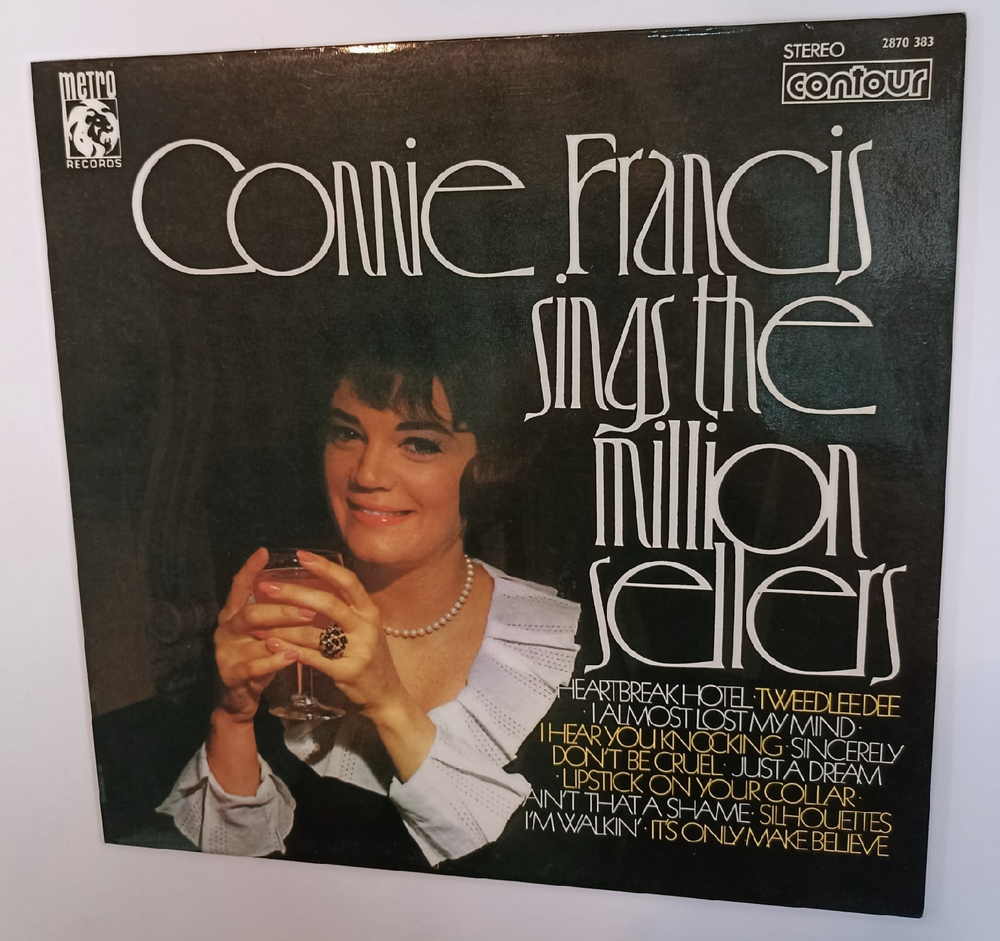 metro
RECORDS
STEREO 2870 383
contour
Connie Francis
sings the
million
sellers
HEARTBREAK HOTEL · TWEEDLEE DEE
· I ALMOST LOST MY MIND ·
I HEAR YOU KNOCKING · SINCERELY
DON'T BE CRUEL · JUST A DREAM
· LIPSTICK ON YOUR COLLAR ·
AIN'T THAT A SHAME · SILHOUETTES
I'M WALKIN' · IT'S ONLY MAKE BELIEVE